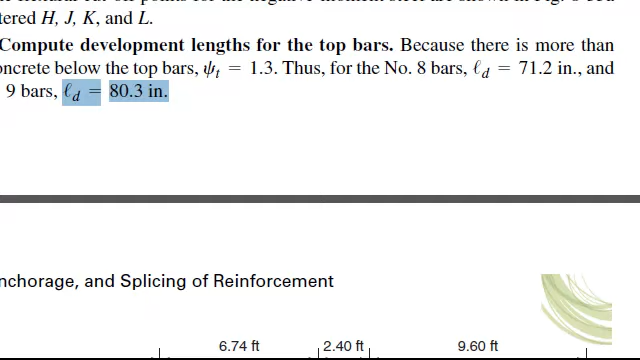 tered H, J, K, and L.
Compute development lengths for the top bars. Because there is more than
oncrete below the top bars, ψt = 1.3. Thus, for the No. 8 bars, ℓd = 71.2 in., and
9 bars, ℓd = 80.3 in.
nchorage, and Splicing of Reinforcement
6.74 ft 2.40 ft 9.60 ft